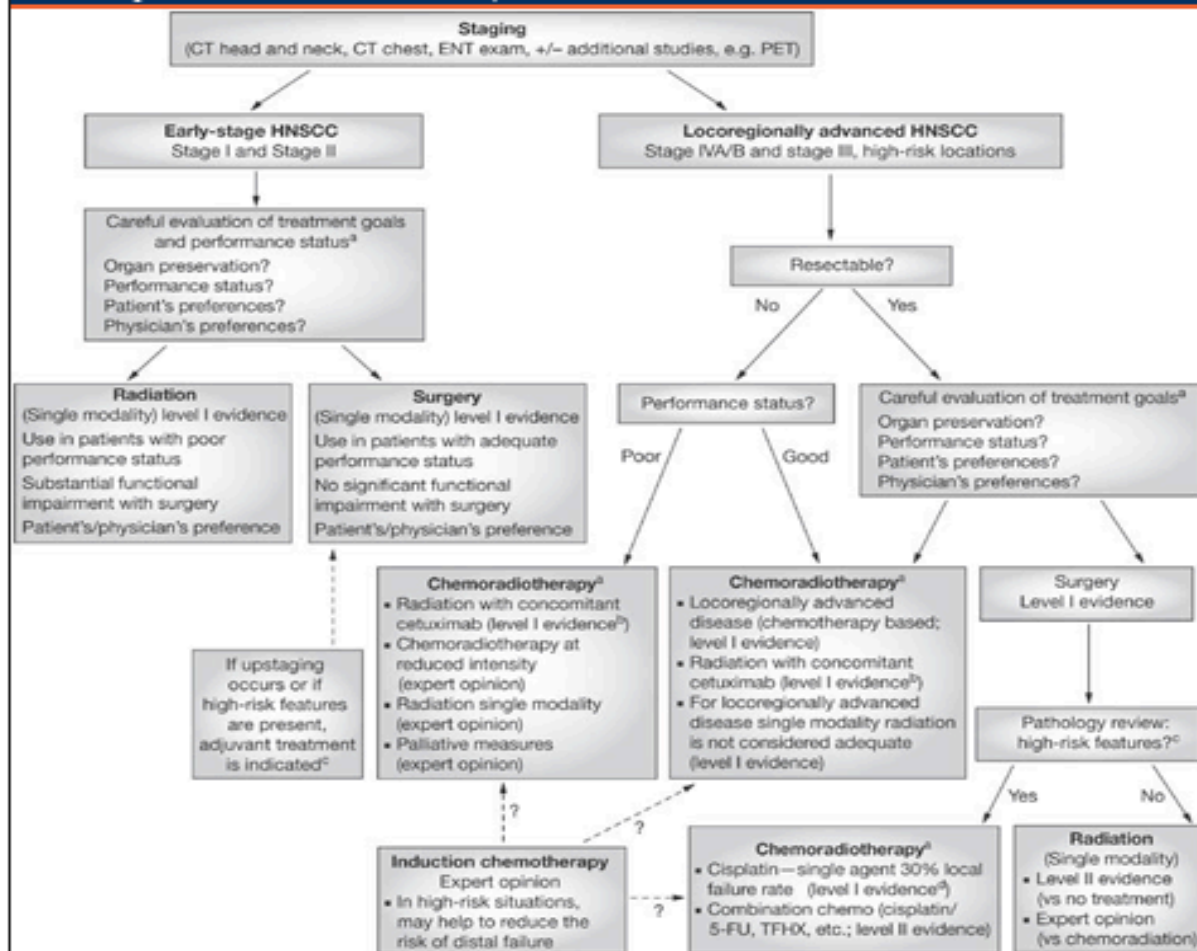 Staging
(CT head and neck, CT chest, ENT exam, +/– additional studies, e.g. PET)
Early-stage HNSCC
Stage I and Stage II
Locoregionally advanced HNSCC
Stage IVA/B and stage III, high-risk locations
Careful evaluation of treatment goals
and performance statusᵃ
Organ preservation?
Performance status?
Patient's preferences?
Physician's preferences?
Resectable?
No
Yes
Radiation
(Single modality) level I evidence
Use in patients with poor
performance status
Substantial functional
impairment with surgery
Patient's/physician's preference
Surgery
(Single modality) level I evidence
Use in patients with adequate
performance status
No significant functional
impairment with surgery
Patient's/physician's preference
Performance status?
Poor
Good
Careful evaluation of treatment goalsᵃ
Organ preservation?
Performance status?
Patient's preferences?
Physician's preferences?
If upstaging
occurs or if
high-risk features
are present,
adjuvant treatment
is indicatedᶜ
Chemoradiotherapyᵃ
▪ Radiation with concomitant
cetuximab (level I evidenceᵇ)
▪ Chemoradiotherapy at
reduced intensity
(expert opinion)
▪ Radiation single modality
(expert opinion)
▪ Palliative measures
(expert opinion)
Chemoradiotherapyᵃ
▪ Locoregionally advanced
disease (chemotherapy based;
level I evidence)
▪ Radiation with concomitant
cetuximab (level I evidenceᵇ)
▪ For locoregionally advanced
disease single modality radiation
is not considered adequate
(level I evidence)
Surgery
Level I evidence
Pathology review:
high-risk features?ᶜ
Yes
No
?
?
?
Induction chemotherapy
Expert opinion
▪ In high-risk situations,
may help to reduce the
risk of distal failure
Chemoradiotherapyᵃ
▪ Cisplatin—single agent 30% local
failure rate (level I evidenceᵈ)
▪ Combination chemo (cisplatin/
5-FU, TFHX, etc.; level II evidence)
Radiation
(Single modality)
▪ Level II evidence
(vs no treatment)
▪ Expert opinion
(vs chemoradiation)